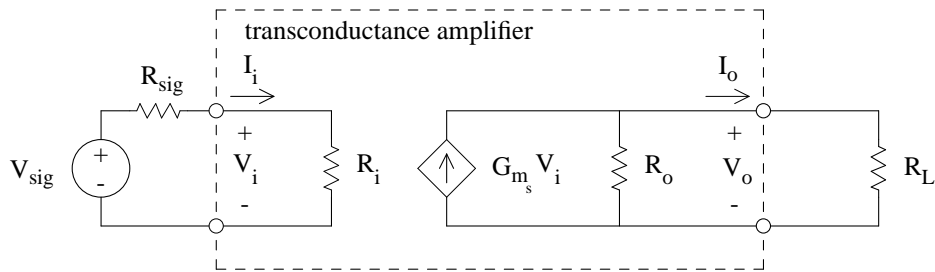 transconductance amplifier
I_i
I_o
R_sig
+
+
+
V_sig
V_i
R_i
G_m_s V_i
R_o
V_o
R_L
-
-
-